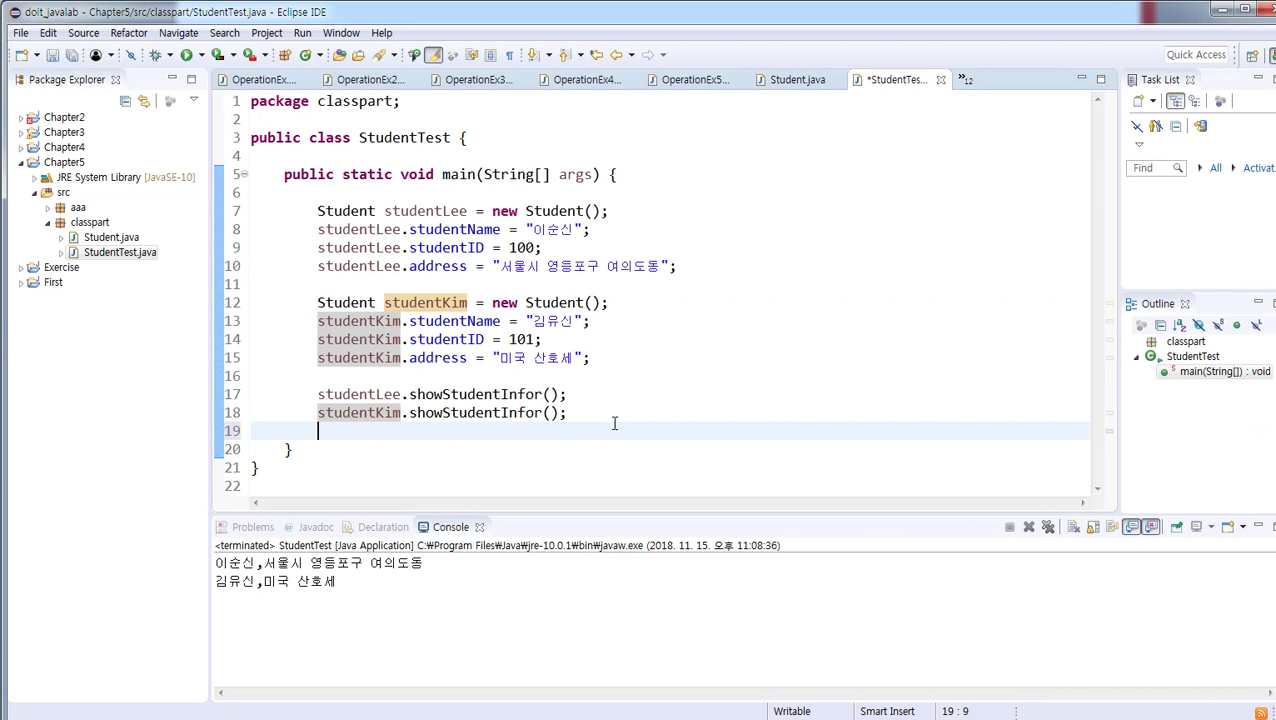 doit_javalab - Chapter5/src/classpart/StudentTest.java - Eclipse IDE
File Edit Source Refactor Navigate Search Project Run Window Help
Quick Access
Package Explorer
OperationEx.... OperationEx2... OperationEx3... OperationEx4... OperationEx5... Student.java *StudentTes... »12
Task List
Chapter2
Chapter3
Chapter4
Chapter5
JRE System Library [JavaSE-10]
src
aaa
classpart
Student.java
StudentTest.java
Exercise
First
1 package classpart;
2
3 public class StudentTest {
4
5 public static void main(String[] args) {
6
7 Student studentLee = new Student();
8 studentLee.studentName = "이순신";
9 studentLee.studentID = 100;
10 studentLee.address = "서울시 영등포구 여의도동";
11
12 Student studentKim = new Student();
13 studentKim.studentName = "김유신";
14 studentKim.studentID = 101;
15 studentKim.address = "미국 산호세";
16
17 studentLee.showStudentInfor();
18 studentKim.showStudentInfor();
19
20 }
21 }
22
Find All Activat
Outline
classpart
StudentTest
main(String[]) : void
Problems Javadoc Declaration Console
<terminated> StudentTest [Java Application] C:₩Program Files₩Java₩jre-10.0.1₩bin₩javaw.exe (2018. 11. 15. 오후 11:08:36)
이순신,서울시 영등포구 여의도동
김유신,미국 산호세
Writable Smart Insert 19 : 9